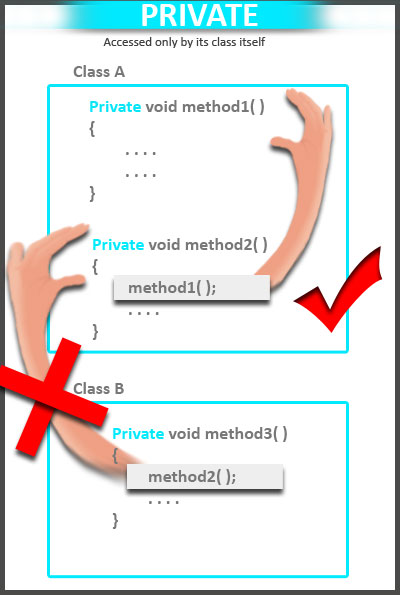 PRIVATE
Accessed only by its class itself
Class A
Private void method1( )
{
. . . .
. . . .
}
Private void method2( )
{
method1( );
. . . .
}
Class B
Private void method3( )
{
method2( );
. . . .
}